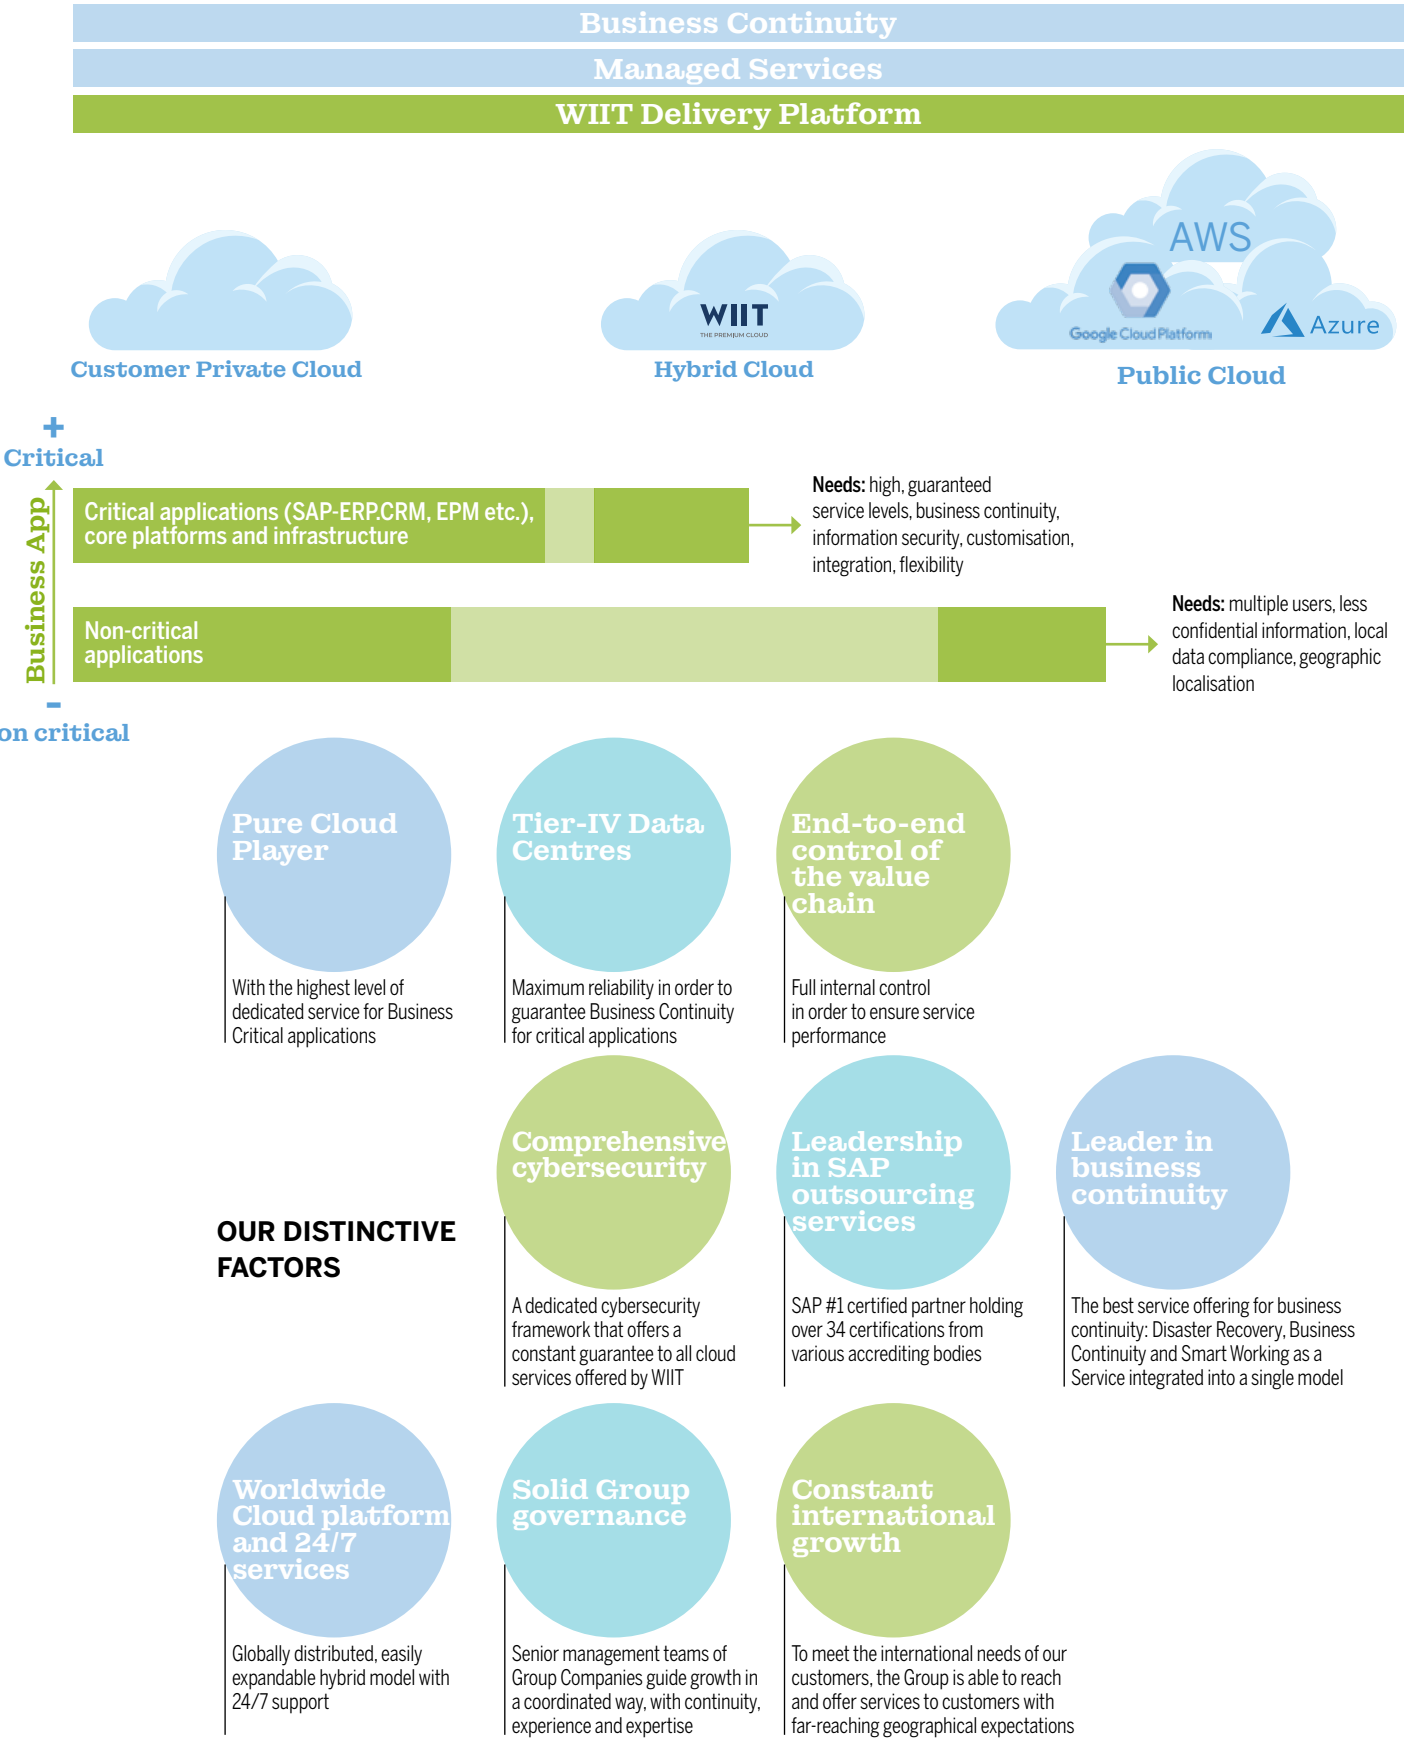 Business Continuity
Managed Services
WIIT Delivery Platform
AWS
WIIT
THE PREMIUM CLOUD
Google Cloud Platform
Azure
Customer Private Cloud
Hybrid Cloud
Public Cloud
+
Critical
Business App
Critical applications (SAP-ERP.CRM, EPM etc.),
core platforms and infrastructure
Needs: high, guaranteed
service levels, business continuity,
information security, customisation,
integration, flexibility
Non-critical
applications
Needs: multiple users, less
confidential information, local
data compliance, geographic
localisation
-
on critical
Pure Cloud
Player
With the highest level of
dedicated service for Business
Critical applications
Tier-IV Data
Centres
Maximum reliability in order to
guarantee Business Continuity
for critical applications
End-to-end
control of
the value
chain
Full internal control
in order to ensure service
performance
OUR DISTINCTIVE
FACTORS
Comprehensive
cybersecurity
A dedicated cybersecurity
framework that offers a
constant guarantee to all cloud
services offered by WIIT
Leadership
in SAP
outsourcing
services
SAP #1 certified partner holding
over 34 certifications from
various accrediting bodies
Leader in
business
continuity
The best service offering for business
continuity: Disaster Recovery, Business
Continuity and Smart Working as a
Service integrated into a single model
Worldwide
Cloud platform
and 24/7
services
Globally distributed, easily
expandable hybrid model with
24/7 support
Solid Group
governance
Senior management teams of
Group Companies guide growth in
a coordinated way, with continuity,
experience and expertise
Constant
international
growth
To meet the international needs of our
customers, the Group is able to reach
and offer services to customers with
far-reaching geographical expectations